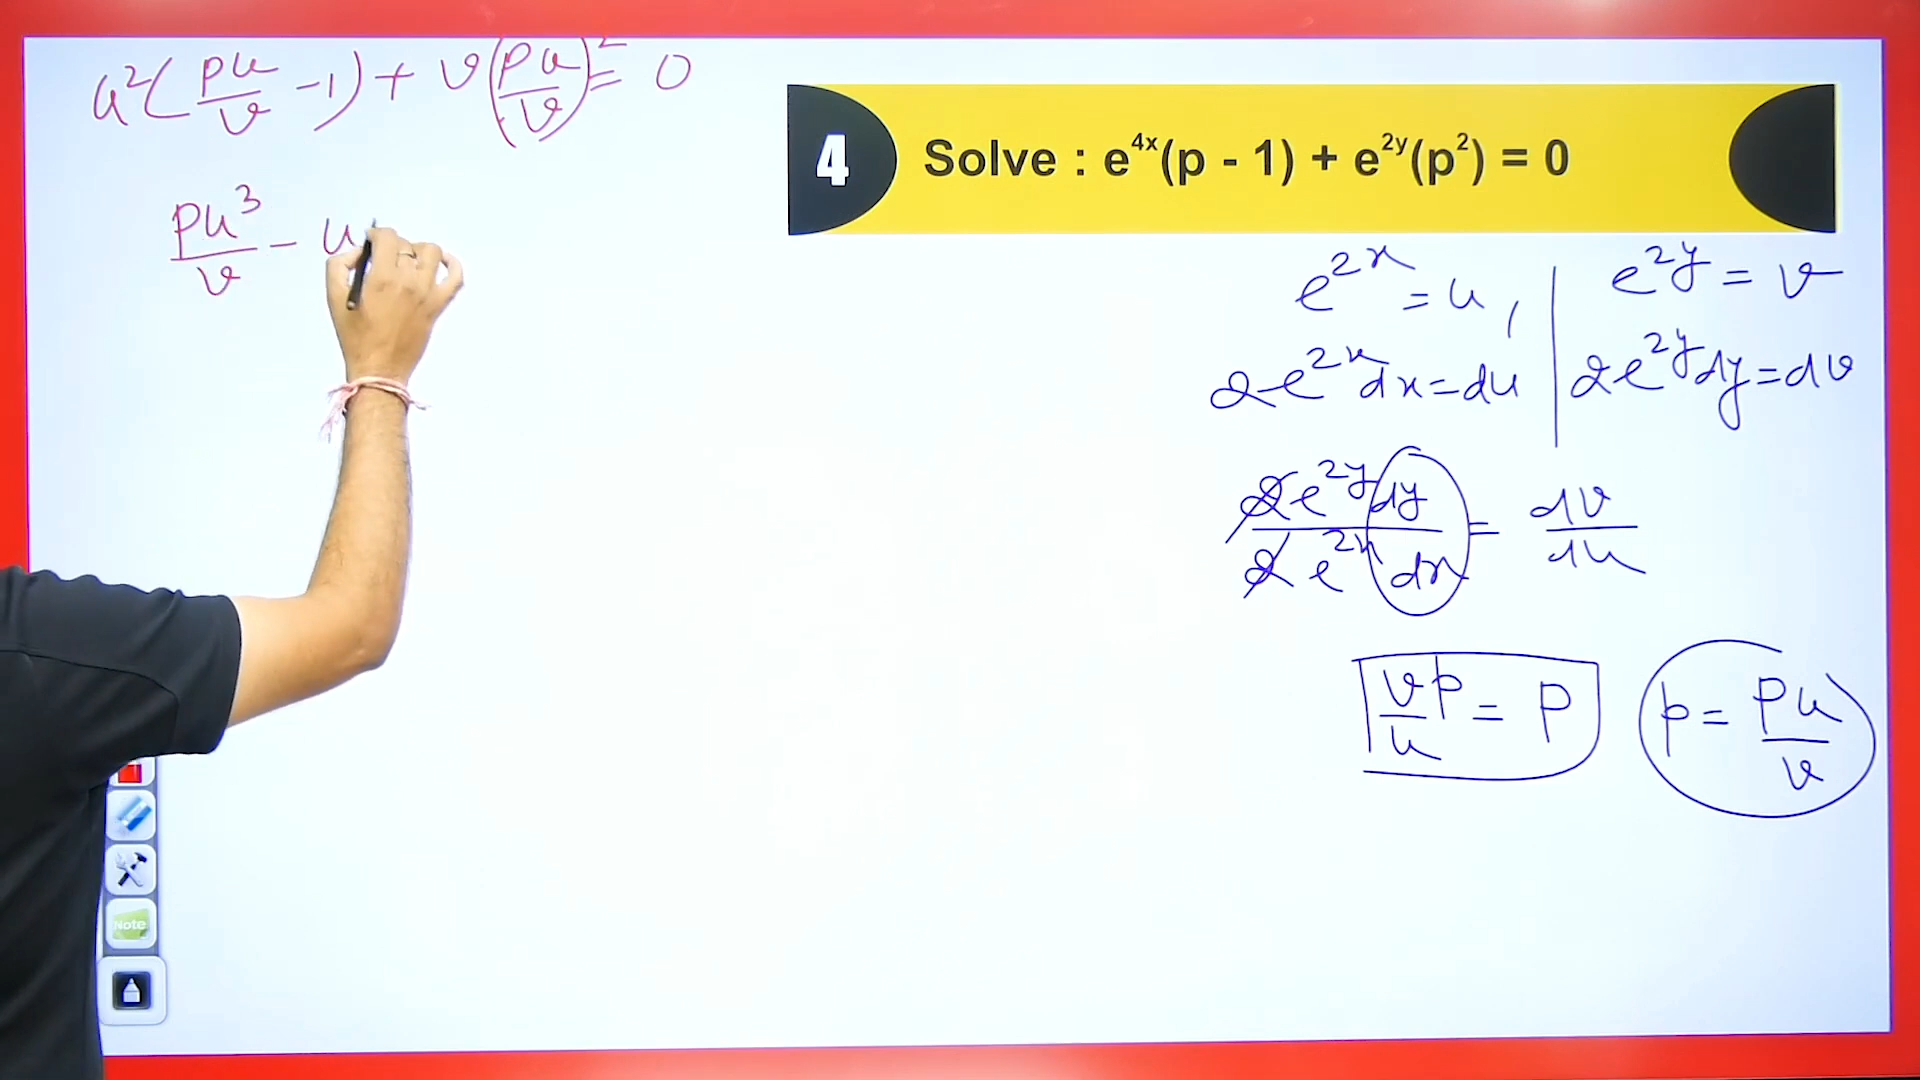 u²(Pu/v - 1) + v(Pu/v)² = 0
Pu³/v - u
4 Solve : e^4x(p - 1) + e^2y(p²) = 0
e^2x = u, | e^2y = v
2e^2x dx = du | 2e^2y dy = dv
2e^2y dy / 2e^2x dx = dv/du
v/u p = P
p = Pu/v
Note